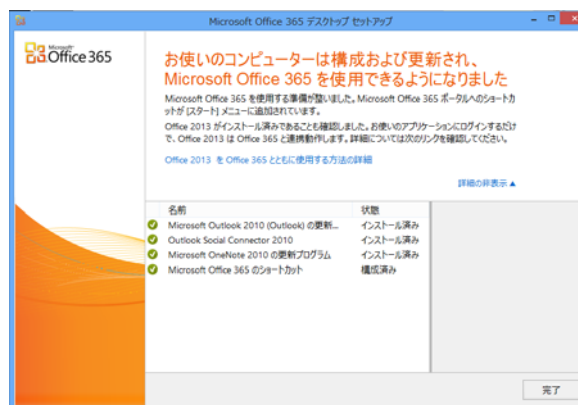 Microsoft Office 365 デスクトップ セットアップ
Microsoft
Office 365
お使いのコンピューターは構成および更新され、
Microsoft Office 365 を使用できるようになりました
Microsoft Office 365 を使用する準備が整いました。Microsoft Office 365 ポータルへのショートカ
ットが [スタート] メニューに追加されています。
Office 2013 がインストール済みであることも確認しました。お使いのアプリケーションにログインするだけ
で、Office 2013 は Office 365 と連携動作します。詳細については次のリンクを確認してください。
Office 2013 を Office 365 とともに使用する方法の詳細
詳細の非表示 ▲
名前 状態
Microsoft Outlook 2010 (Outlook) の更新... インストール済み
Outlook Social Connector 2010 インストール済み
Microsoft OneNote 2010 の更新プログラム インストール済み
Microsoft Office 365 のショートカット 構成済み
完了